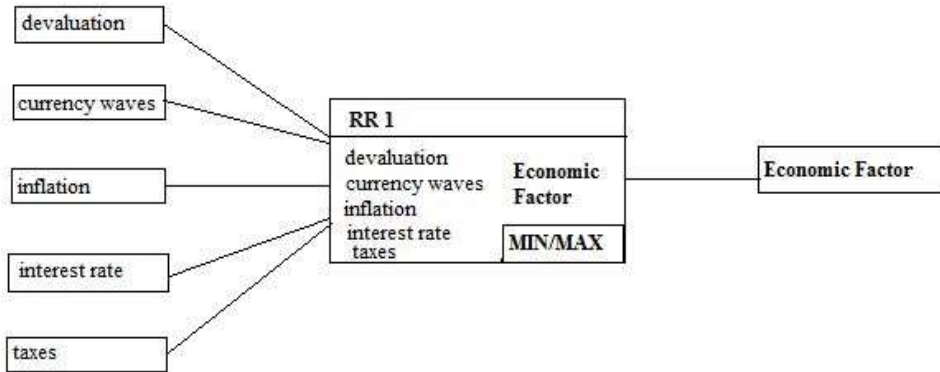 devaluation
currency waves
inflation
interest rate
taxes
RR 1
devaluation
currency waves
inflation
interest rate
taxes
Economic
Factor
MIN/MAX
Economic Factor